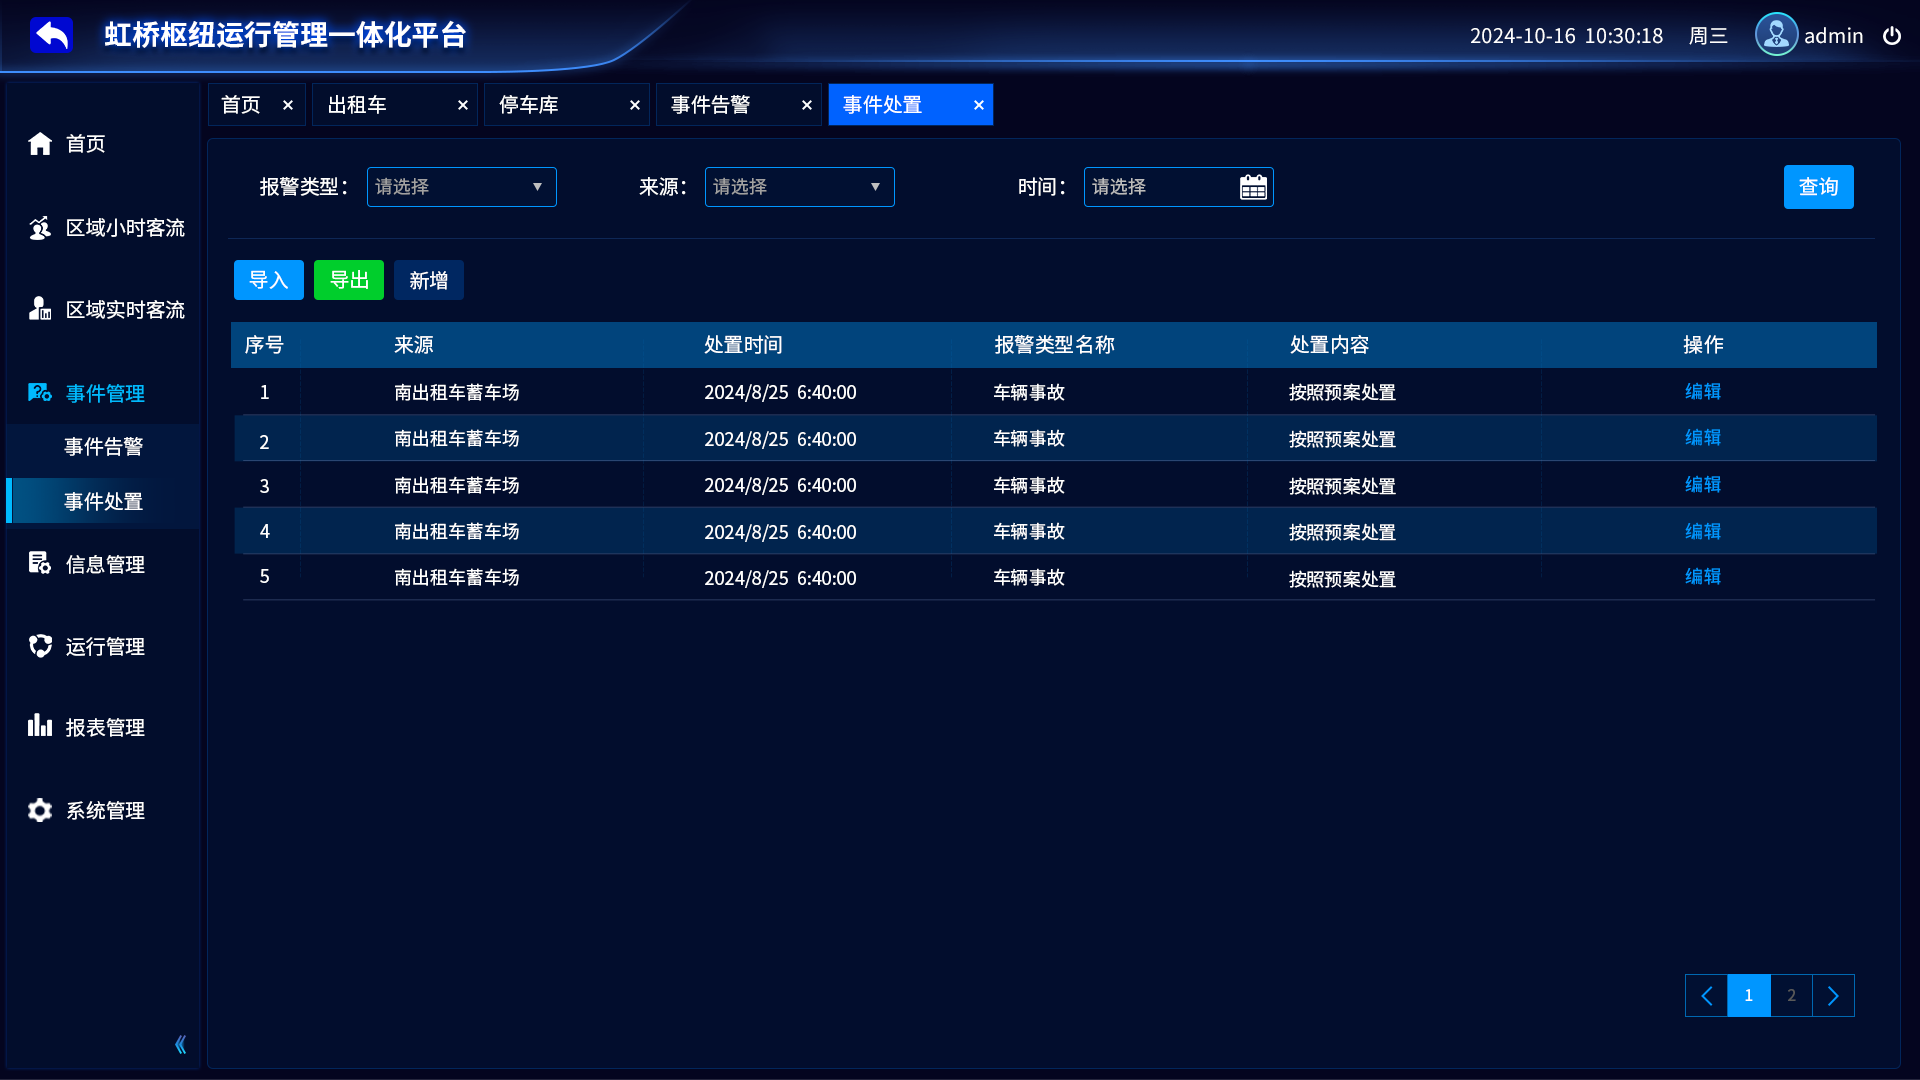 虹桥枢纽运行管理一体化平台
2024-10-16 10:30:18 周三 admin
首页 × 出租车 × 停车库 × 事件告警 × 事件处置 ×
首页
区域小时客流
区域实时客流
事件管理
事件告警
事件处置
信息管理
运行管理
报表管理
系统管理
报警类型： 请选择 来源： 请选择 时间： 请选择 查询
导入 导出 新增
序号 来源 处置时间 报警类型名称 处置内容 操作
1 南出租车蓄车场 2024/8/25 6:40:00 车辆事故 按照预案处置 编辑
2 南出租车蓄车场 2024/8/25 6:40:00 车辆事故 按照预案处置 编辑
3 南出租车蓄车场 2024/8/25 6:40:00 车辆事故 按照预案处置 编辑
4 南出租车蓄车场 2024/8/25 6:40:00 车辆事故 按照预案处置 编辑
5 南出租车蓄车场 2024/8/25 6:40:00 车辆事故 按照预案处置 编辑
1 2